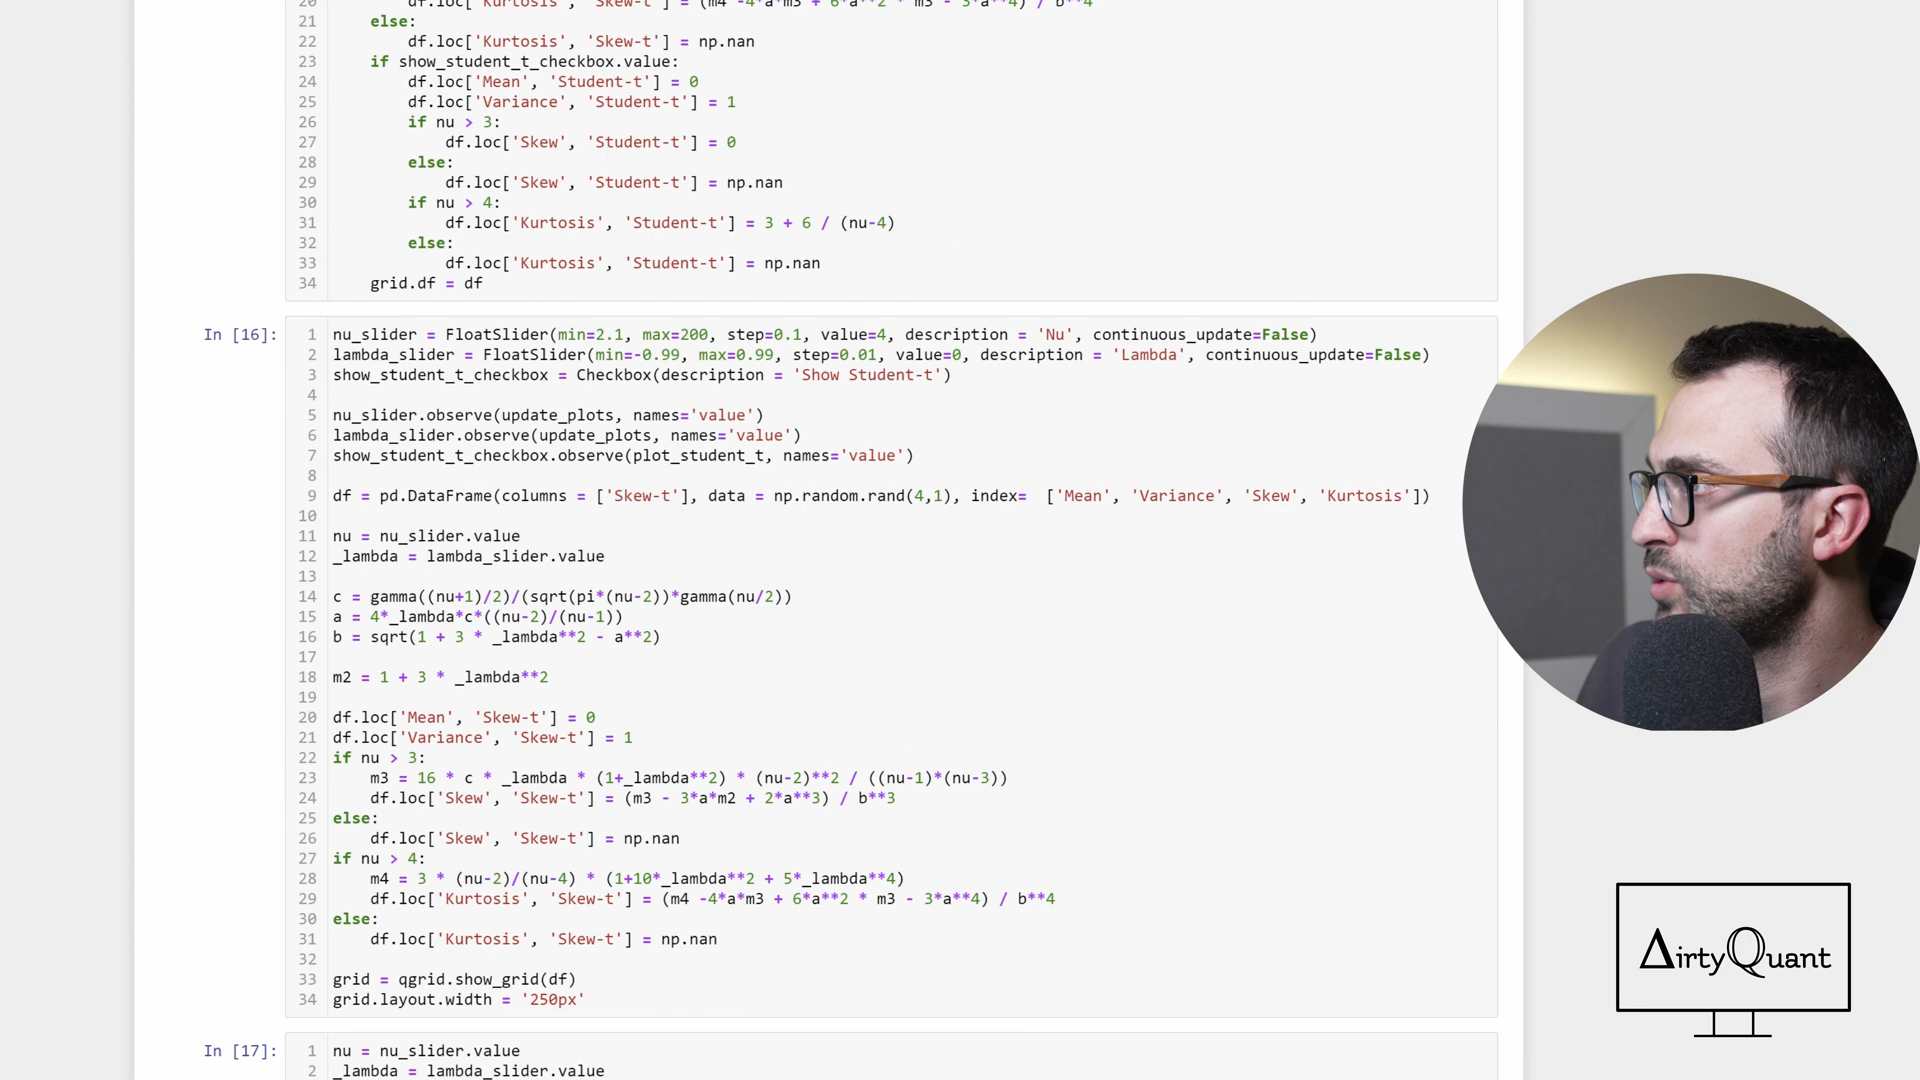 20 df.loc['Kurtosis', 'Skew-t'] = (m4 -4*a*m3 + 6*a**2 * m3 - 3*a**4) / b**4
21 else:
22 df.loc['Kurtosis', 'Skew-t'] = np.nan
23 if show_student_t_checkbox.value:
24 df.loc['Mean', 'Student-t'] = 0
25 df.loc['Variance', 'Student-t'] = 1
26 if nu > 3:
27 df.loc['Skew', 'Student-t'] = 0
28 else:
29 df.loc['Skew', 'Student-t'] = np.nan
30 if nu > 4:
31 df.loc['Kurtosis', 'Student-t'] = 3 + 6 / (nu-4)
32 else:
33 df.loc['Kurtosis', 'Student-t'] = np.nan
34 grid.df = df
In [16]:
1 nu_slider = FloatSlider(min=2.1, max=200, step=0.1, value=4, description = 'Nu', continuous_update=False)
2 lambda_slider = FloatSlider(min=-0.99, max=0.99, step=0.01, value=0, description = 'Lambda', continuous_update=False)
3 show_student_t_checkbox = Checkbox(description = 'Show Student-t')
4
5 nu_slider.observe(update_plots, names='value')
6 lambda_slider.observe(update_plots, names='value')
7 show_student_t_checkbox.observe(plot_student_t, names='value')
8
9 df = pd.DataFrame(columns = ['Skew-t'], data = np.random.rand(4,1), index= ['Mean', 'Variance', 'Skew', 'Kurtosis'])
10
11 nu = nu_slider.value
12 _lambda = lambda_slider.value
13
14 c = gamma((nu+1)/2)/(sqrt(pi*(nu-2))*gamma(nu/2))
15 a = 4*_lambda*c*((nu-2)/(nu-1))
16 b = sqrt(1 + 3 * _lambda**2 - a**2)
17
18 m2 = 1 + 3 * _lambda**2
19
20 df.loc['Mean', 'Skew-t'] = 0
21 df.loc['Variance', 'Skew-t'] = 1
22 if nu > 3:
23 m3 = 16 * c * _lambda * (1+_lambda**2) * (nu-2)**2 / ((nu-1)*(nu-3))
24 df.loc['Skew', 'Skew-t'] = (m3 - 3*a*m2 + 2*a**3) / b**3
25 else:
26 df.loc['Skew', 'Skew-t'] = np.nan
27 if nu > 4:
28 m4 = 3 * (nu-2)/(nu-4) * (1+10*_lambda**2 + 5*_lambda**4)
29 df.loc['Kurtosis', 'Skew-t'] = (m4 -4*a*m3 + 6*a**2 * m3 - 3*a**4) / b**4
30 else:
31 df.loc['Kurtosis', 'Skew-t'] = np.nan
32
33 grid = qgrid.show_grid(df)
34 grid.layout.width = '250px'
In [17]:
1 nu = nu_slider.value
2 _lambda = lambda_slider.value
ΔirtyQuant